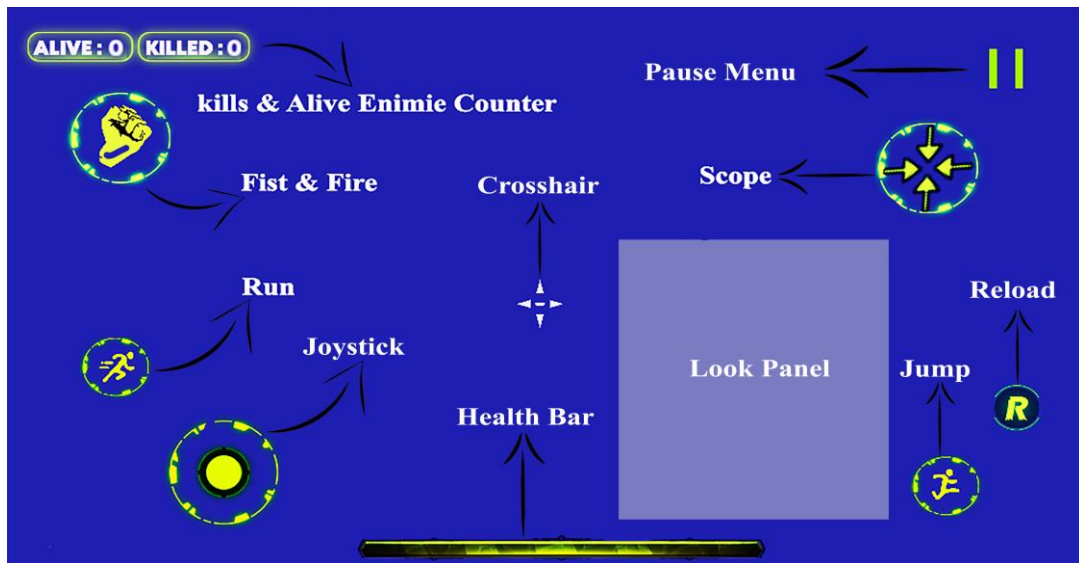 ALIVE : 0 KILLED : 0
Pause Menu
kills & Alive Enimie Counter
Fist & Fire
Crosshair
Scope
Run
Reload
Joystick
Look Panel
Jump
R
Health Bar